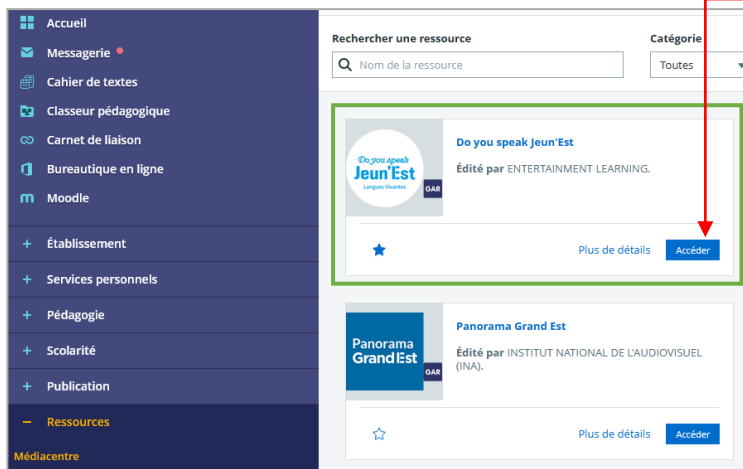 Accueil
Messagerie
Cahier de textes
Classeur pédagogique
Carnet de liaison
Bureautique en ligne
Moodle
Établissement
Services personnels
Pédagogie
Scolarité
Publication
Ressources
Médiacentre
Rechercher une ressource
Catégorie
Nom de la ressource
Toutes
Do you speak
Jeun'Est
Langues Vivantes
GAR
Do you speak Jeun'Est
Édité par ENTERTAINMENT LEARNING.
Plus de détails
Accéder
Panorama
Grand Est
GAR
Panorama Grand Est
Édité par INSTITUT NATIONAL DE L'AUDIOVISUEL
(INA).
Plus de détails
Accéder